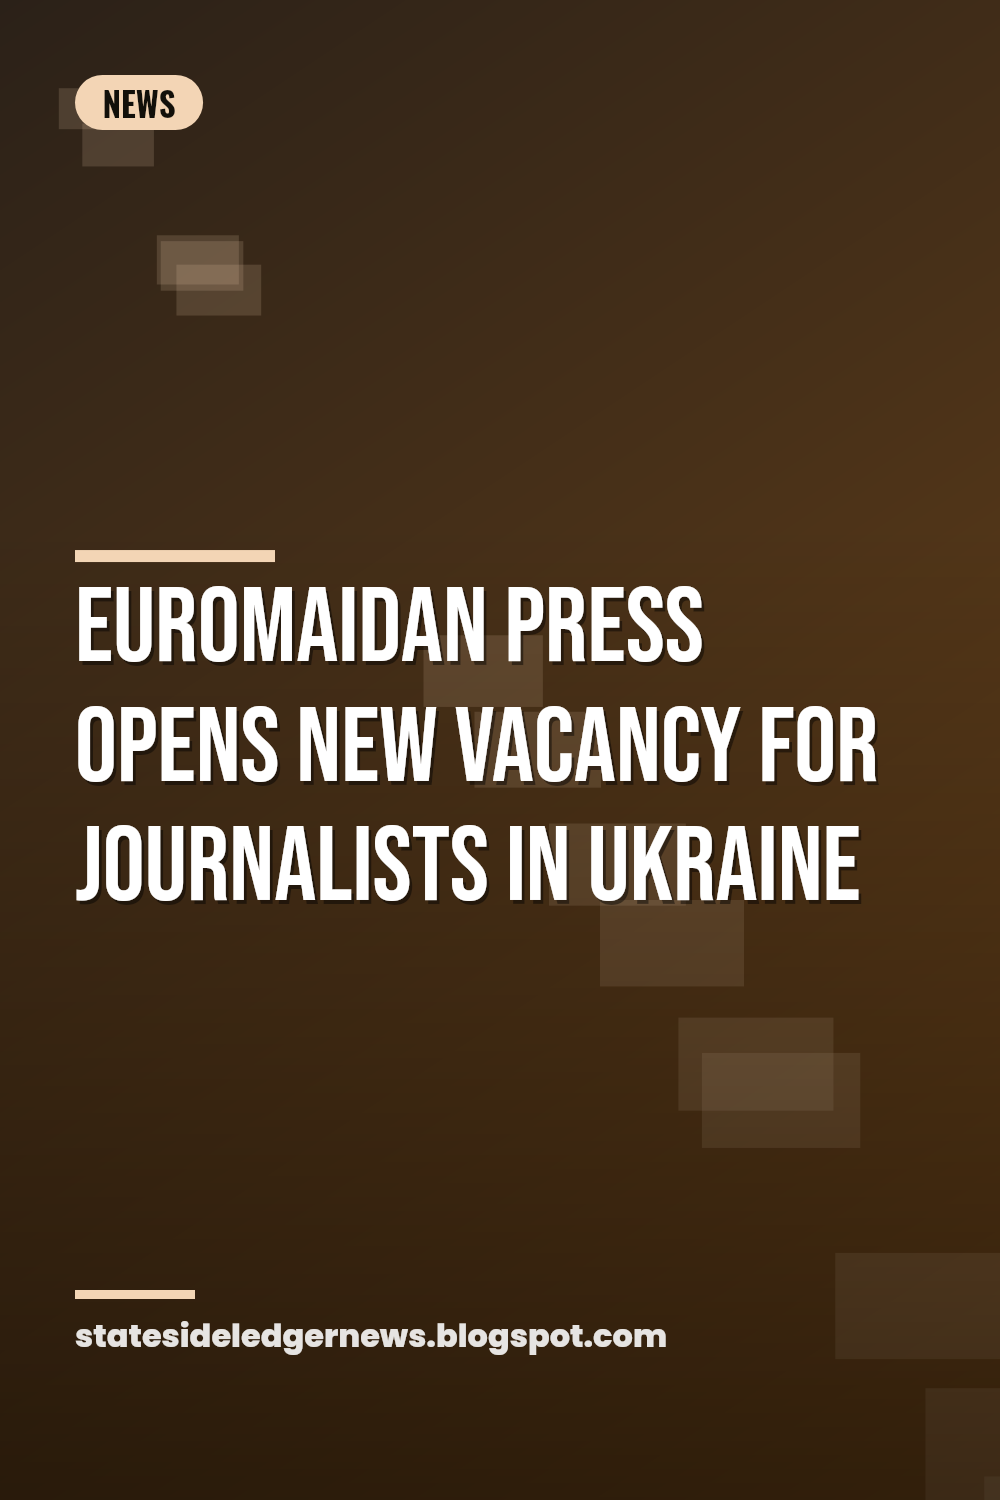 NEWS
EUROMAIDAN PRESS
OPENS NEW VACANCY FOR
JOURNALISTS IN UKRAINE
statesideledgernews.blogspot.com